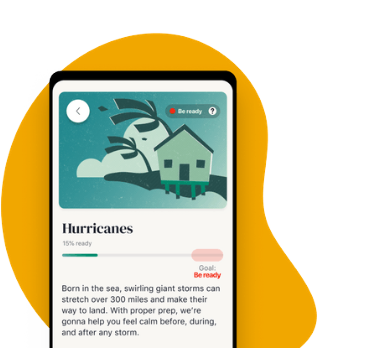 Be ready ?
Hurricanes
15% ready
Goal:
Be ready
Born in the sea, swirling giant storms can
stretch over 300 miles and make their
way to land. With proper prep, we're
gonna help you feel calm before, during,
and after any storm.